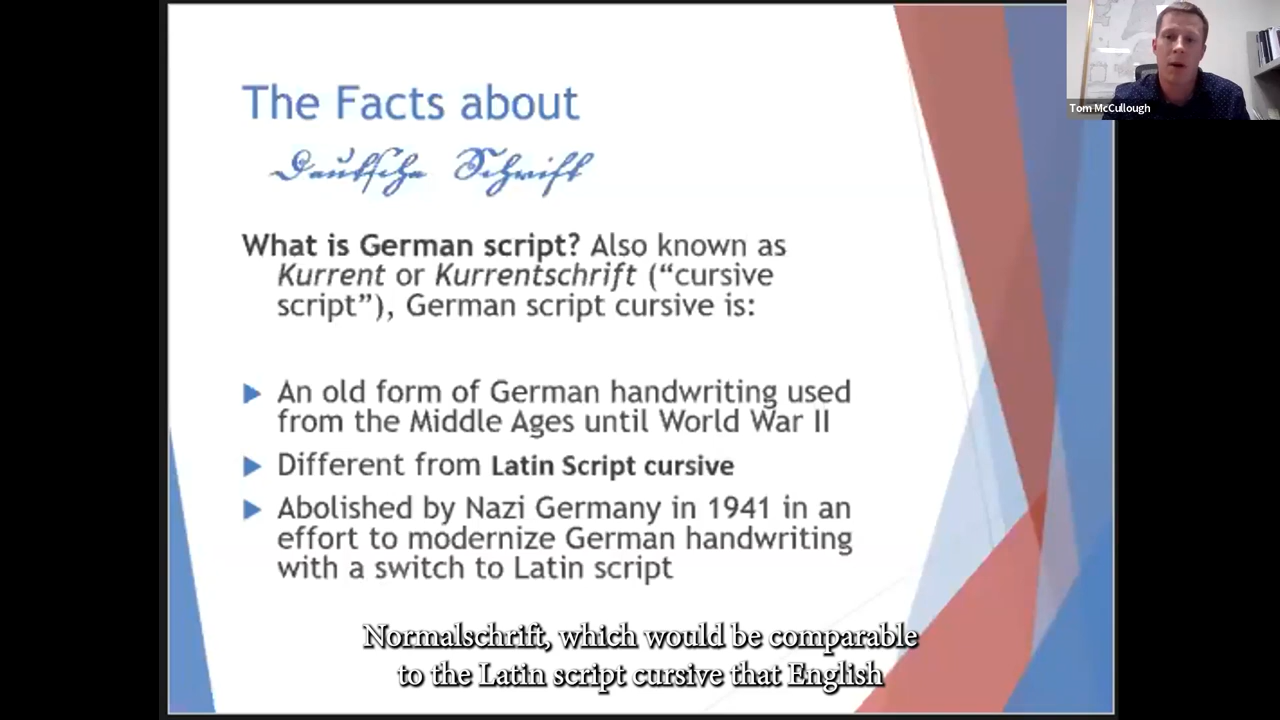 The Facts about
Deutsche Schrift
What is German script? Also known as
Kurrent or Kurrentschrift (“cursive
script”), German script cursive is:
▶ An old form of German handwriting used
from the Middle Ages until World War II
▶ Different from Latin Script cursive
▶ Abolished by Nazi Germany in 1941 in an
effort to modernize German handwriting
with a switch to Latin script
Normalschrift, which would be comparable
to the Latin script cursive that English
Tom McCullough